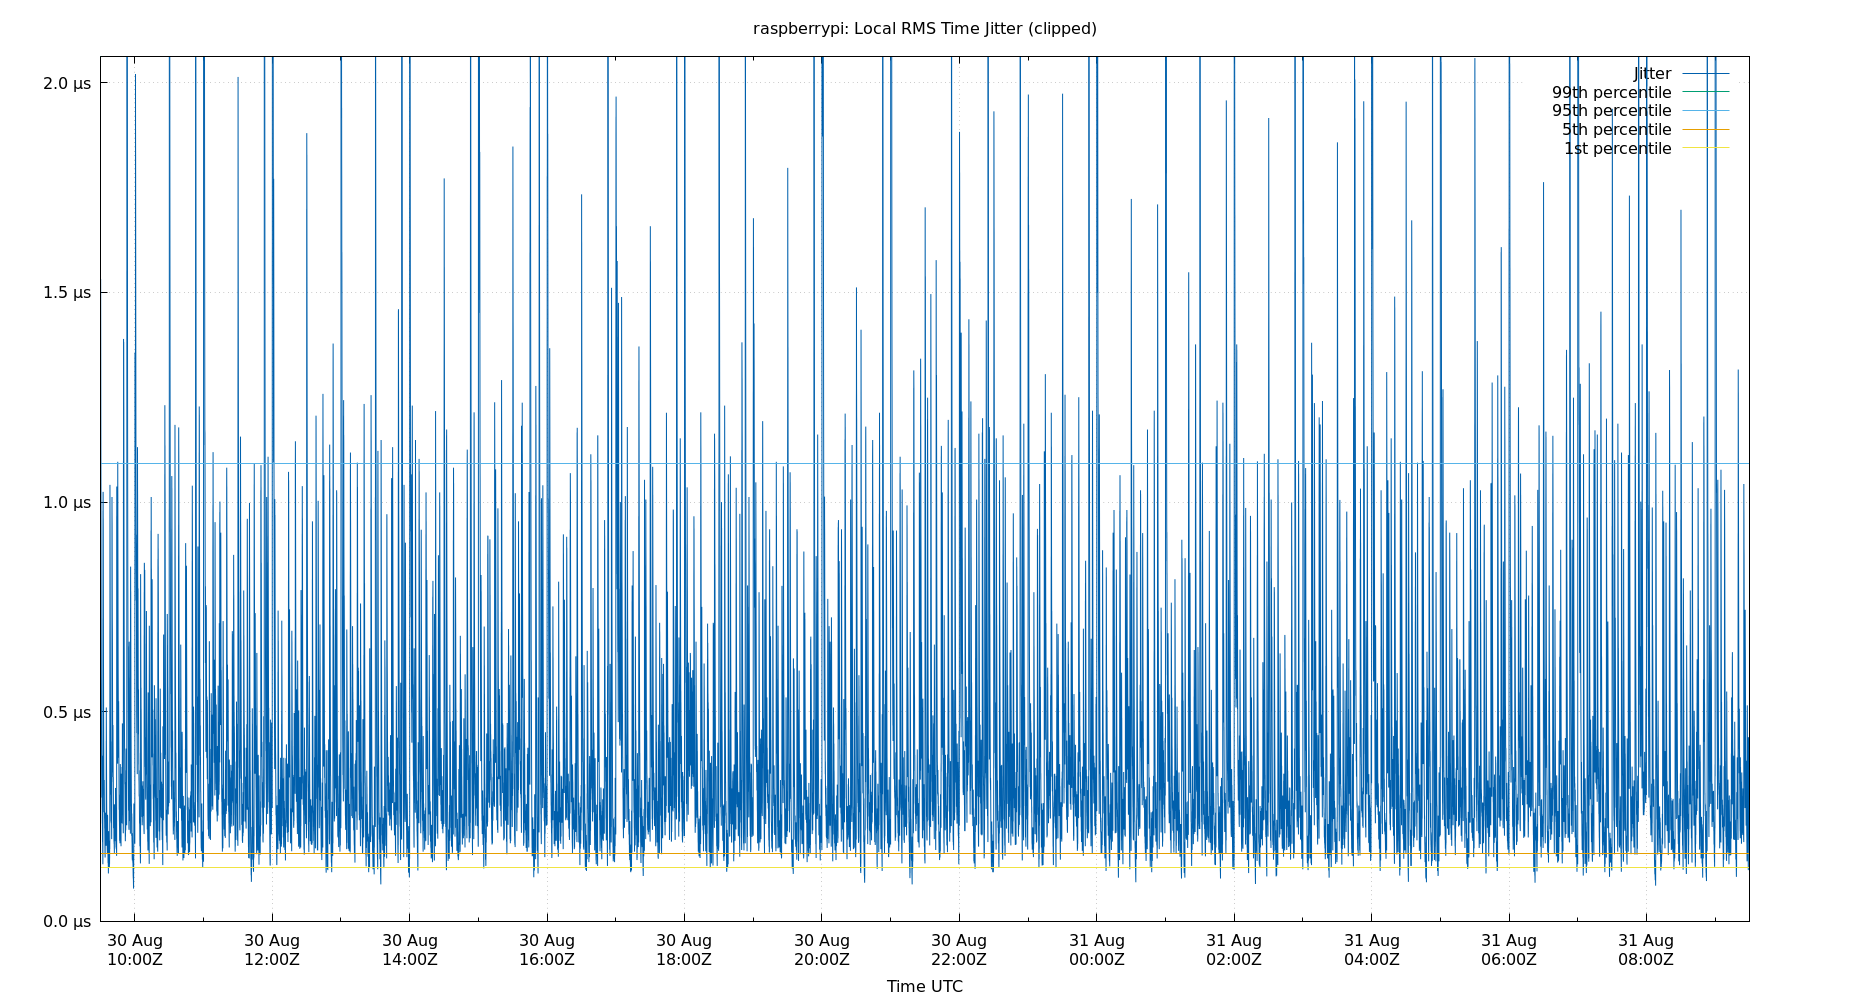 raspberrypi: Local RMS Time Jitter (clipped)
2.0 μs
1.5 μs
1.0 μs
0.5 μs
0.0 μs
Jitter
99th percentile
95th percentile
5th percentile
1st percentile
30 Aug 30 Aug 30 Aug 30 Aug 30 Aug 30 Aug 30 Aug 31 Aug 31 Aug 31 Aug 31 Aug 31 Aug
10:00Z 12:00Z 14:00Z 16:00Z 18:00Z 20:00Z 22:00Z 00:00Z 02:00Z 04:00Z 06:00Z 08:00Z
Time UTC